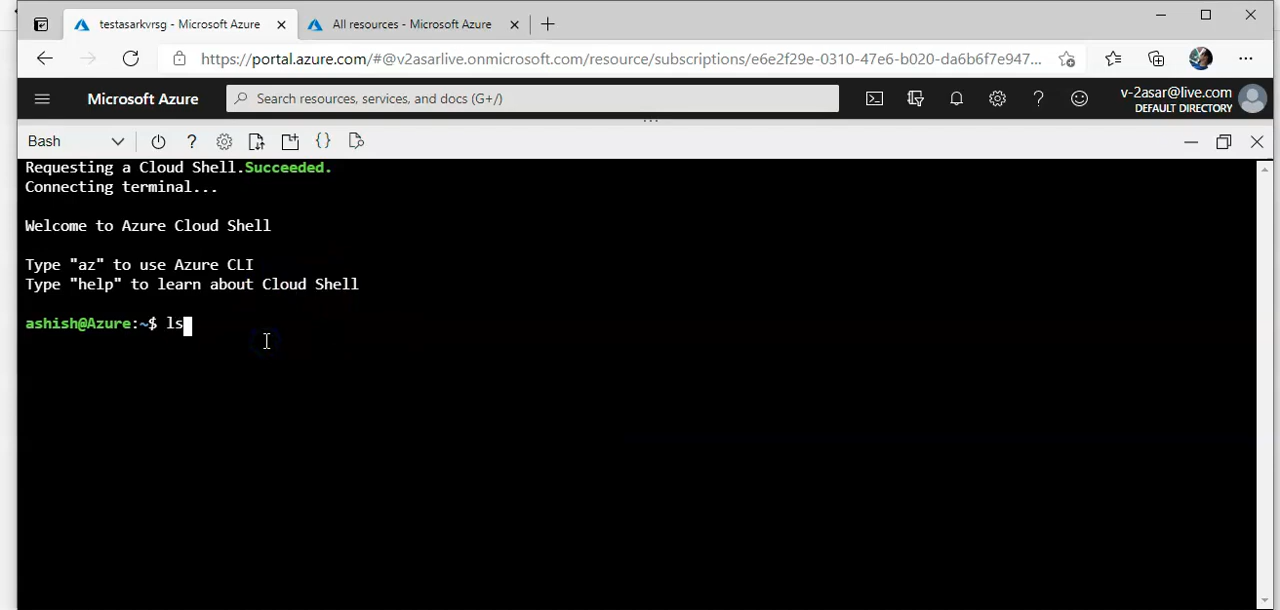 testasarkvrsg - Microsoft Azure
All resources - Microsoft Azure
https://portal.azure.com/#@v2asarlive.onmicrosoft.com/resource/subscriptions/e6e2f29e-0310-47e6-b020-da6b6f7e947...
Microsoft Azure
Search resources, services, and docs (G+/)
v-2asar@live.com
DEFAULT DIRECTORY
Bash
Requesting a Cloud Shell.Succeeded.
Connecting terminal...
Welcome to Azure Cloud Shell
Type "az" to use Azure CLI
Type "help" to learn about Cloud Shell
ashish@Azure:~$ ls